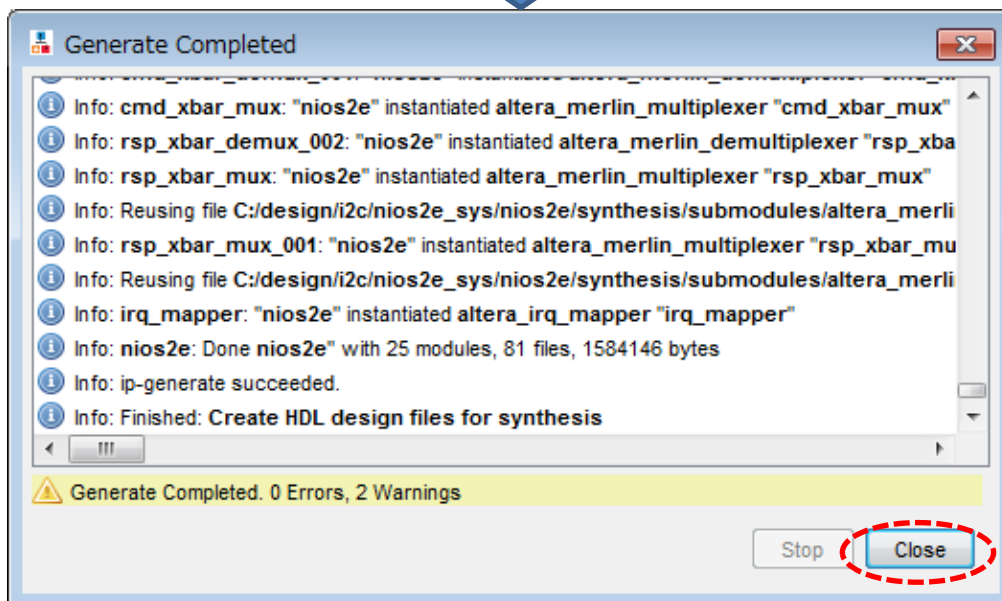 Generate Completed
Info: cmd_xbar_mux: "nios2e" instantiated altera_merlin_multiplexer "cmd_xbar_mux"
Info: rsp_xbar_demux_002: "nios2e" instantiated altera_merlin_demultiplexer "rsp_xba
Info: rsp_xbar_mux: "nios2e" instantiated altera_merlin_multiplexer "rsp_xbar_mux"
Info: Reusing file C:/design/i2c/nios2e_sys/nios2e/synthesis/submodules/altera_merli
Info: rsp_xbar_mux_001: "nios2e" instantiated altera_merlin_multiplexer "rsp_xbar_mu
Info: Reusing file C:/design/i2c/nios2e_sys/nios2e/synthesis/submodules/altera_merli
Info: irq_mapper: "nios2e" instantiated altera_irq_mapper "irq_mapper"
Info: nios2e: Done nios2e" with 25 modules, 81 files, 1584146 bytes
Info: ip-generate succeeded.
Info: Finished: Create HDL design files for synthesis
Generate Completed. 0 Errors, 2 Warnings
Stop Close